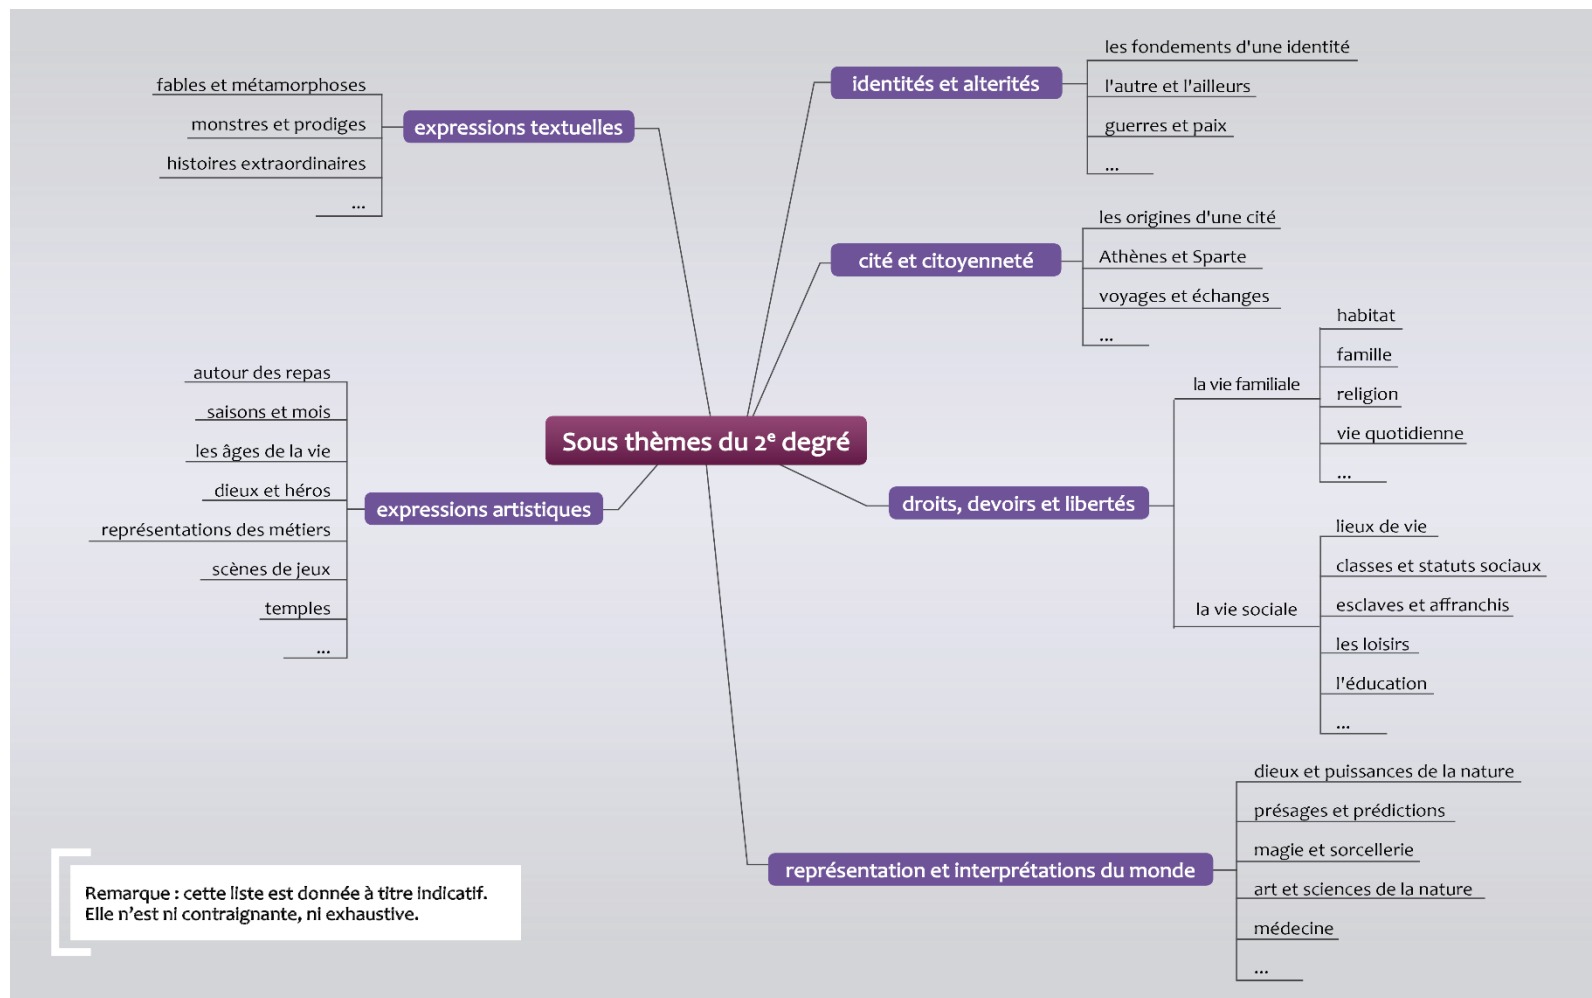 Sous thèmes du 2e degré
identités et alterités
les fondements d'une identité
l'autre et l'ailleurs
guerres et paix
...
cité et citoyenneté
les origines d'une cité
Athènes et Sparte
voyages et échanges
...
droits, devoirs et libertés
la vie familiale
habitat
famille
religion
vie quotidienne
...
la vie sociale
lieux de vie
classes et statuts sociaux
esclaves et affranchis
les loisirs
l'éducation
...
représentation et interprétations du monde
dieux et puissances de la nature
présages et prédictions
magie et sorcellerie
art et sciences de la nature
médecine
...
expressions textuelles
fables et métamorphoses
monstres et prodiges
histoires extraordinaires
...
expressions artistiques
autour des repas
saisons et mois
les âges de la vie
dieux et héros
représentations des métiers
scènes de jeux
temples
...
Remarque : cette liste est donnée à titre indicatif.
Elle n'est ni contraignante, ni exhaustive.